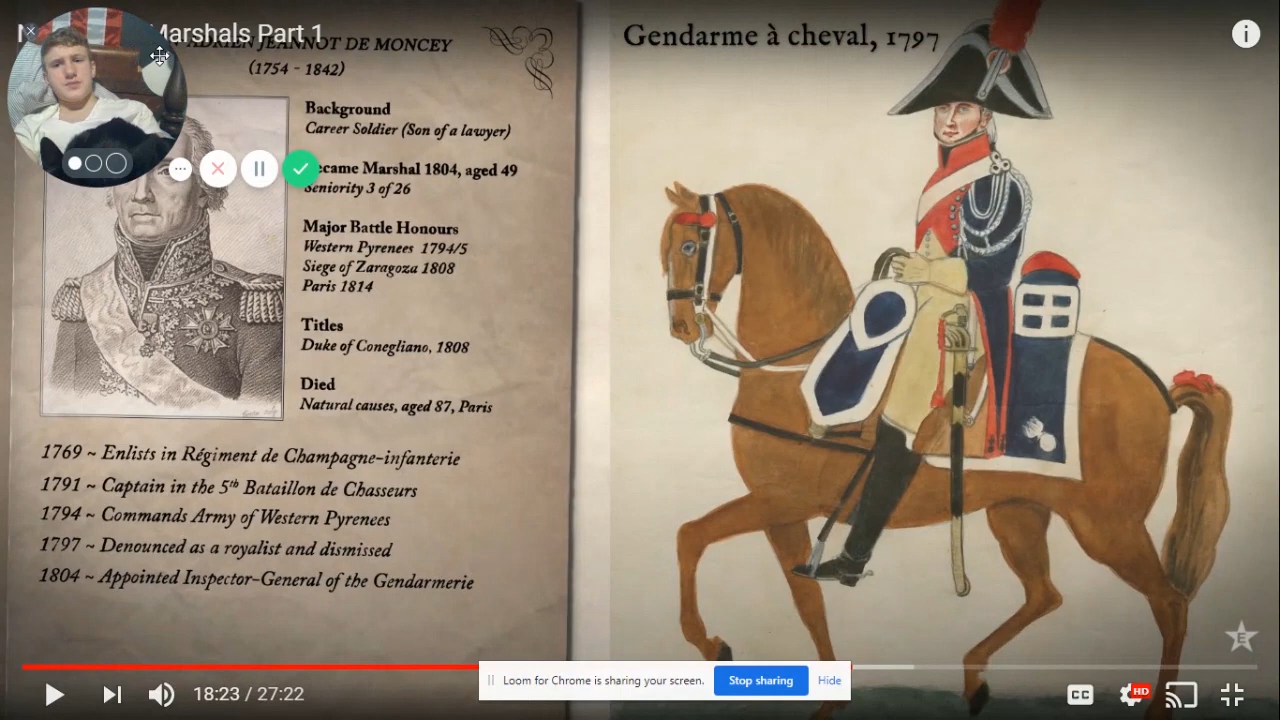 Marshals Part 1
ADRIEN JEANNOT DE MONCEY
(1754 - 1842)
Background
Career Soldier (Son of a lawyer)
ecame Marshal 1804, aged 49
Seniority 3 of 26
Major Battle Honours
Western Pyrenees 1794/5
Siege of Zaragoza 1808
Paris 1814
Titles
Duke of Conegliano, 1808
Died
Natural causes, aged 87, Paris
1769 ~ Enlists in Régiment de Champagne-infanterie
1791 ~ Captain in the 5th Bataillon de Chasseurs
1794 ~ Commands Army of Western Pyrenees
1797 ~ Denounced as a royalist and dismissed
1804 ~ Appointed Inspector-General of the Gendarmerie
Gendarme à cheval, 1797
i
E
Loom for Chrome is sharing your screen.
Stop sharing
Hide
18:23 / 27:22
CC
HD